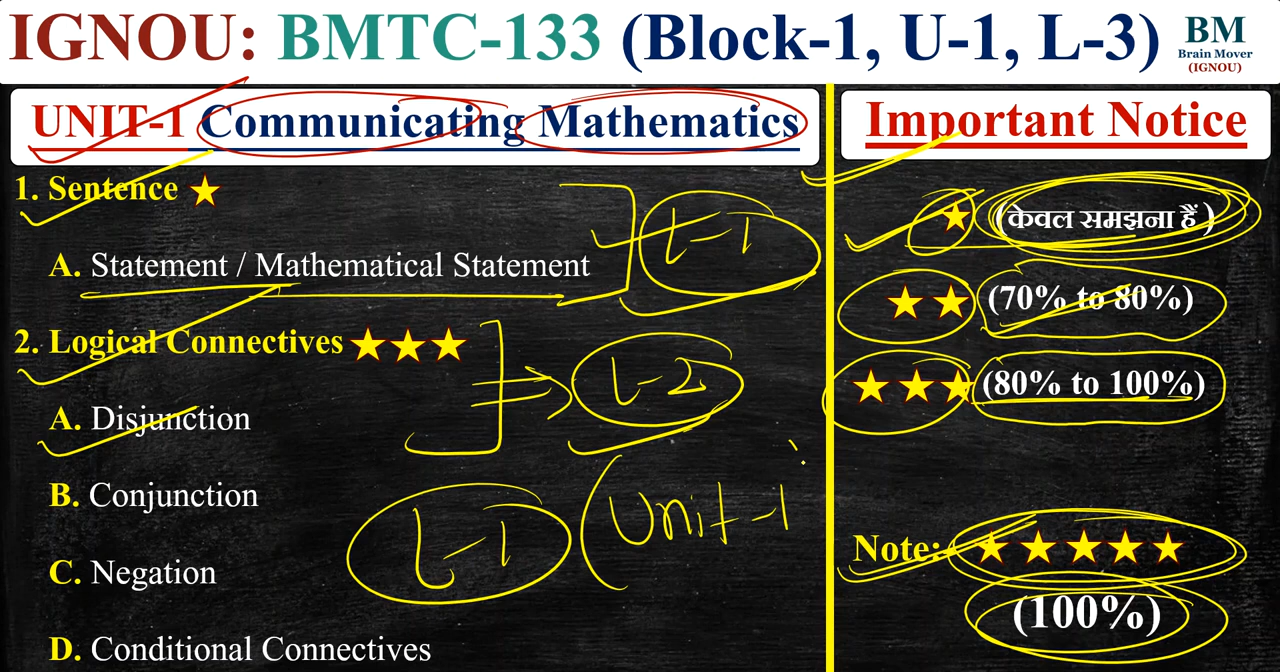 IGNOU: BMTC-133 (Block-1, U-1, L-3)
BM
Brain Mover
(IGNOU)
UNIT-1 Communicating Mathematics
1. Sentence
A. Statement / Mathematical Statement
L-1
2. Logical Connectives
L-2
A. Disjunction
B. Conjunction
L-1 (Unit-1
C. Negation
D. Conditional Connectives
Important Notice
(केवल समझना हैं )
(70% to 80%)
(80% to 100%)
Note:
(100%)